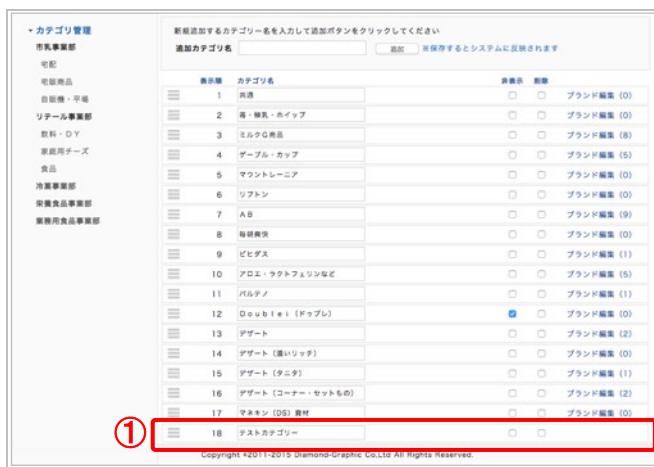 カテゴリ管理
市乳事業部
宅配
宅販商品
自販機・平場
リテール事業部
飲料・DY
家庭用チーズ
食品
冷菓事業部
栄養食品事業部
業務用食品事業部
新規追加するカテゴリー名を入力して追加ボタンをクリックしてください
追加カテゴリ名 追加 ※保存するとシステムに反映されます
表示順 カテゴリ名 非表示 削除
1 共通 ブランド編集 (0)
2 苺・練乳・ホイップ ブランド編集 (0)
3 ミルクG商品 ブランド編集 (8)
4 ゲーブル・カップ ブランド編集 (5)
5 マウントレーニア ブランド編集 (0)
6 リプトン ブランド編集 (0)
7 AB ブランド編集 (9)
8 毎朝爽快 ブランド編集 (0)
9 ビヒダス ブランド編集 (1)
10 アロエ・ラクトフェリンなど ブランド編集 (5)
11 パルテノ ブランド編集 (1)
12 Doublei (ドゥブレ) ブランド編集 (0)
13 デザート ブランド編集 (2)
14 デザート (濃いリッチ) ブランド編集 (0)
15 デザート (タニタ) ブランド編集 (1)
16 デザート (コーナー・セットもの) ブランド編集 (2)
17 マネキン (DS) 資材 ブランド編集 (0)
① 18 テストカテゴリー
Copyright ©2011-2015 Diamond-Graphic Co,Ltd All Rights Reserved.